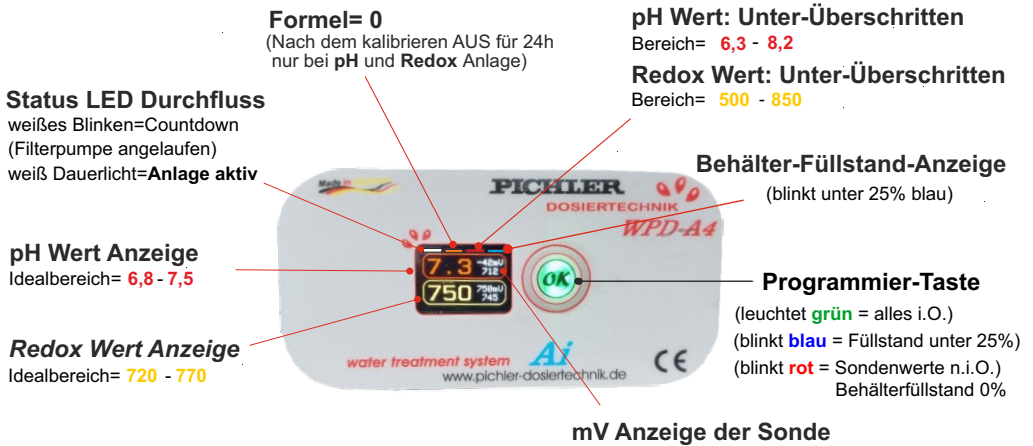 Formel= 0
(Nach dem kalibrieren AUS für 24h
nur bei pH und Redox Anlage)
pH Wert: Unter-Überschritten
Bereich= 6,3 - 8,2
Redox Wert: Unter-Überschritten
Bereich= 500 - 850
Status LED Durchfluss
weißes Blinken=Countdown
(Filterpumpe angelaufen)
weiß Dauerlicht=Anlage aktiv
Behälter-Füllstand-Anzeige
(blinkt unter 25% blau)
pH Wert Anzeige
Idealbereich= 6,8 - 7,5
Redox Wert Anzeige
Idealbereich= 720 - 770
Made in
PICHLER
DOSIERTECHNIK
WPD-A4
7.3 -42mV
712
750 750mV
745
OK
water treatment system Ai
www.pichler-dosiertechnik.de
CE
Programmier-Taste
(leuchtet grün = alles i.O.)
(blinkt blau = Füllstand unter 25%)
(blinkt rot = Sondenwerte n.i.O.)
Behälterfüllstand 0%
mV Anzeige der Sonde